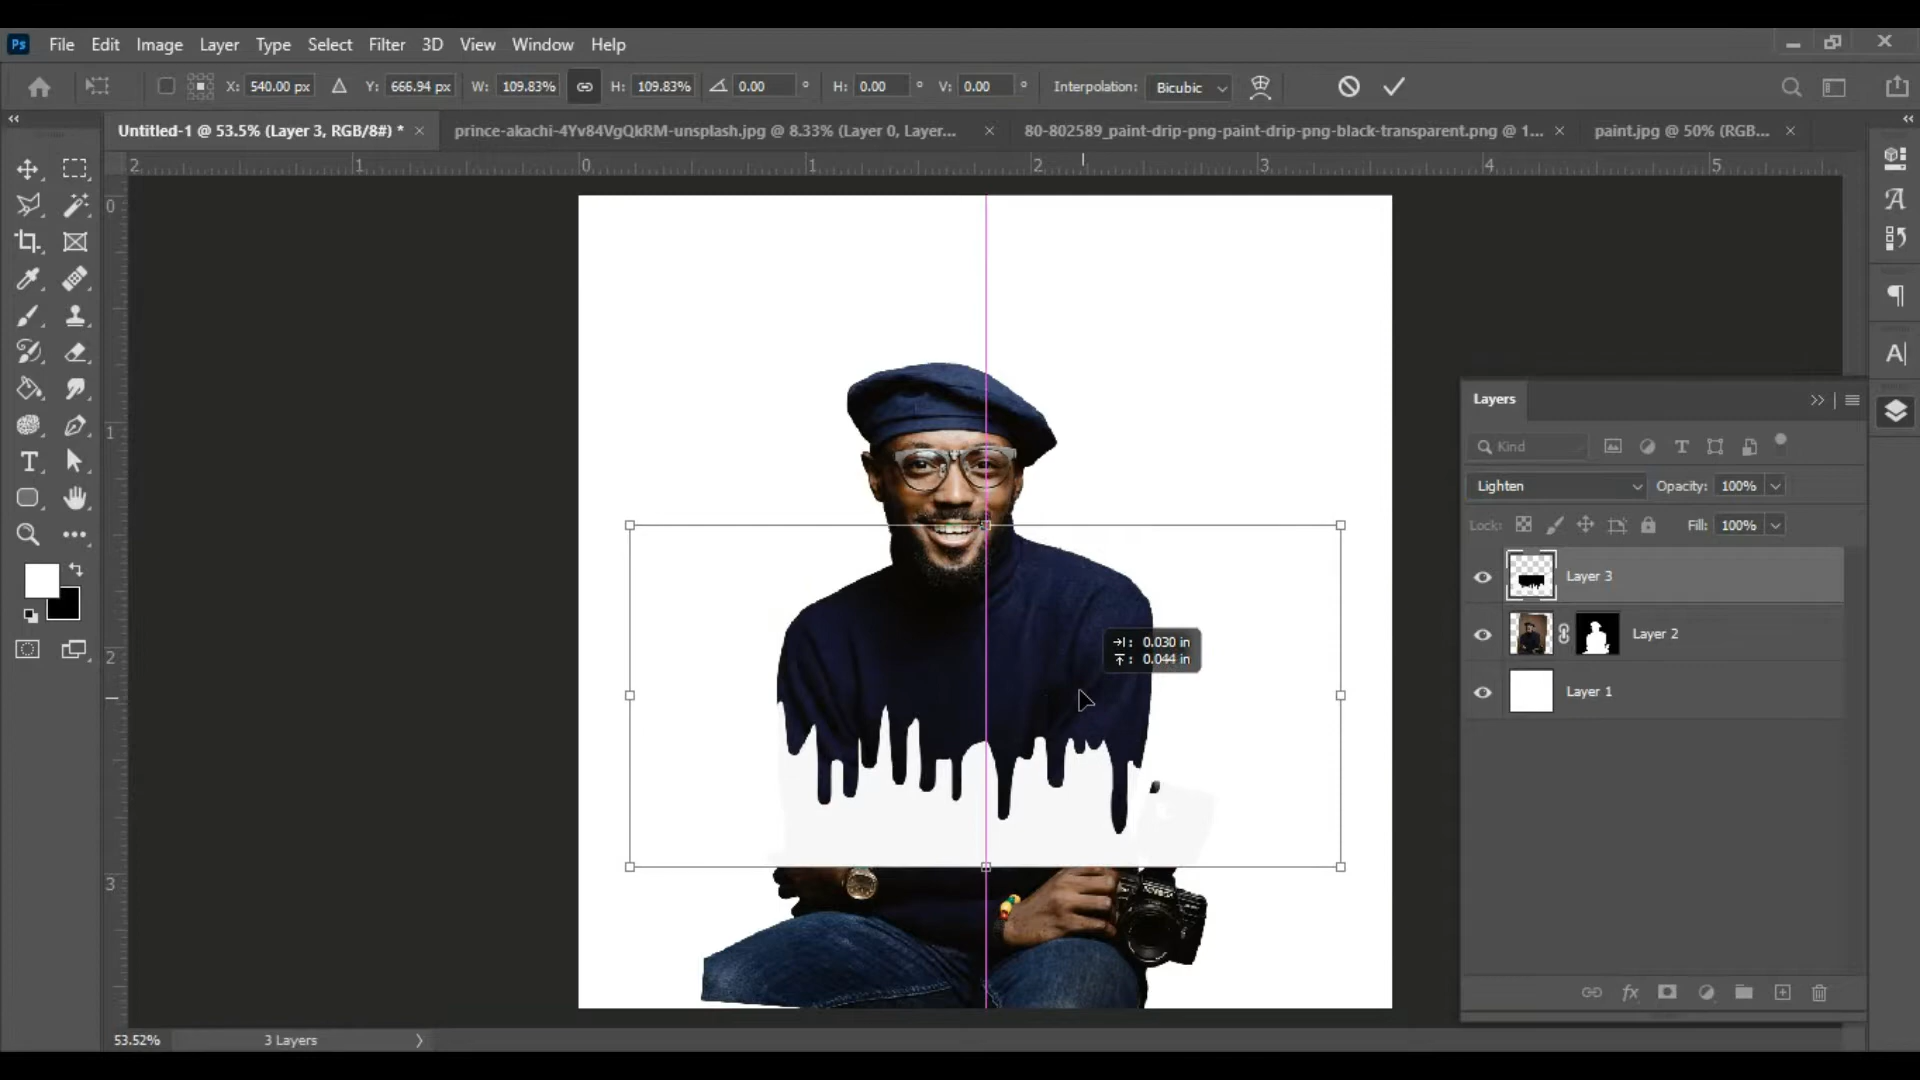 Ps File Edit Image Layer Type Select Filter 3D View Window Help
X: 540.00 px Y: 666.94 px W: 109.83% H: 109.83% 0.00 ° H: 0.00 ° V: 0.00 ° Interpolation: Bicubic
Untitled-1 @ 53.5% (Layer 3, RGB/8#) * prince-akachi-4Yv84VgQkRM-unsplash.jpg @ 8.33% (Layer 0, Layer... 80-802589_paint-drip-png-paint-drip-png-black-transparent.png @ 1... paint.jpg @ 50% (RGB...
2 1 0 1 2 3 4 5
0
1
2
3
0.030 in
0.044 in
Layers
Kind
Lighten Opacity: 100%
Lock: Fill: 100%
Layer 3
Layer 2
Layer 1
fx
53.52% 3 Layers